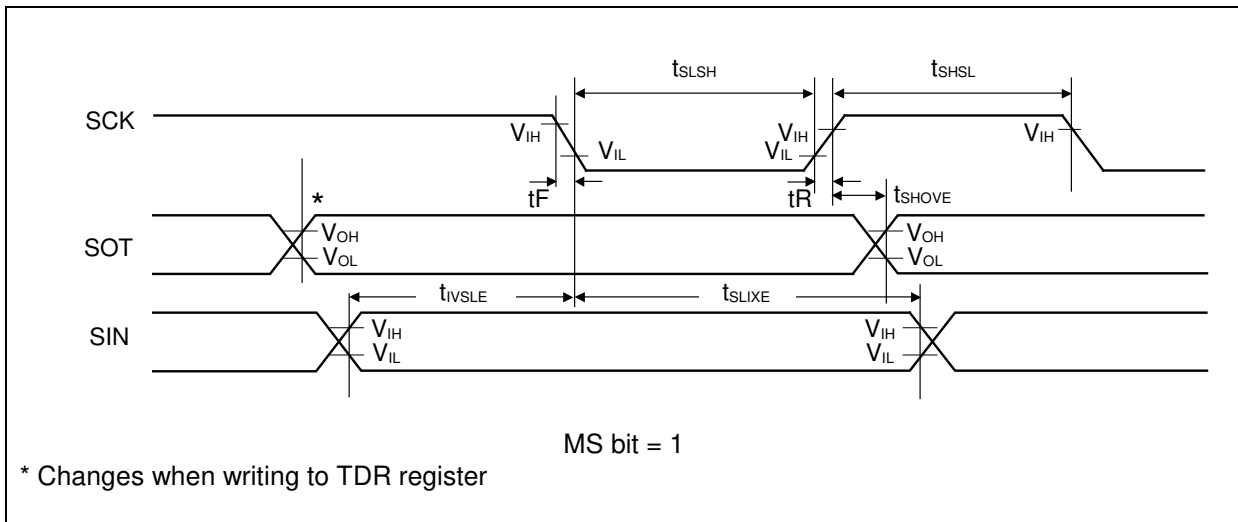 tSLSH tSHSL
SCK
VIH VIL VIL VIH VIH
tF tR tSHOVE
*
SOT
VOH VOH
VOL VOL
tIVSLE tSLIXE
SIN
VIH VIH
VIL VIL
MS bit = 1
* Changes when writing to TDR register